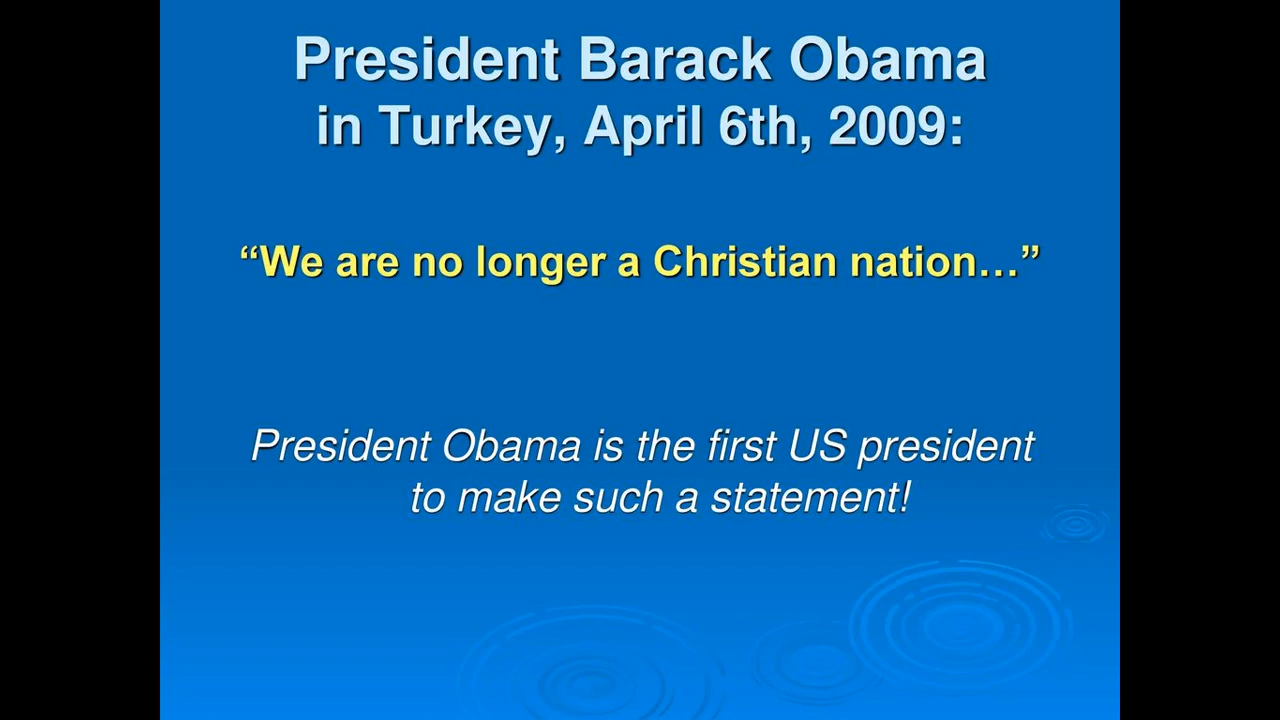 President Barack Obama
in Turkey, April 6th, 2009:
“We are no longer a Christian nation…”
President Obama is the first US president
to make such a statement!